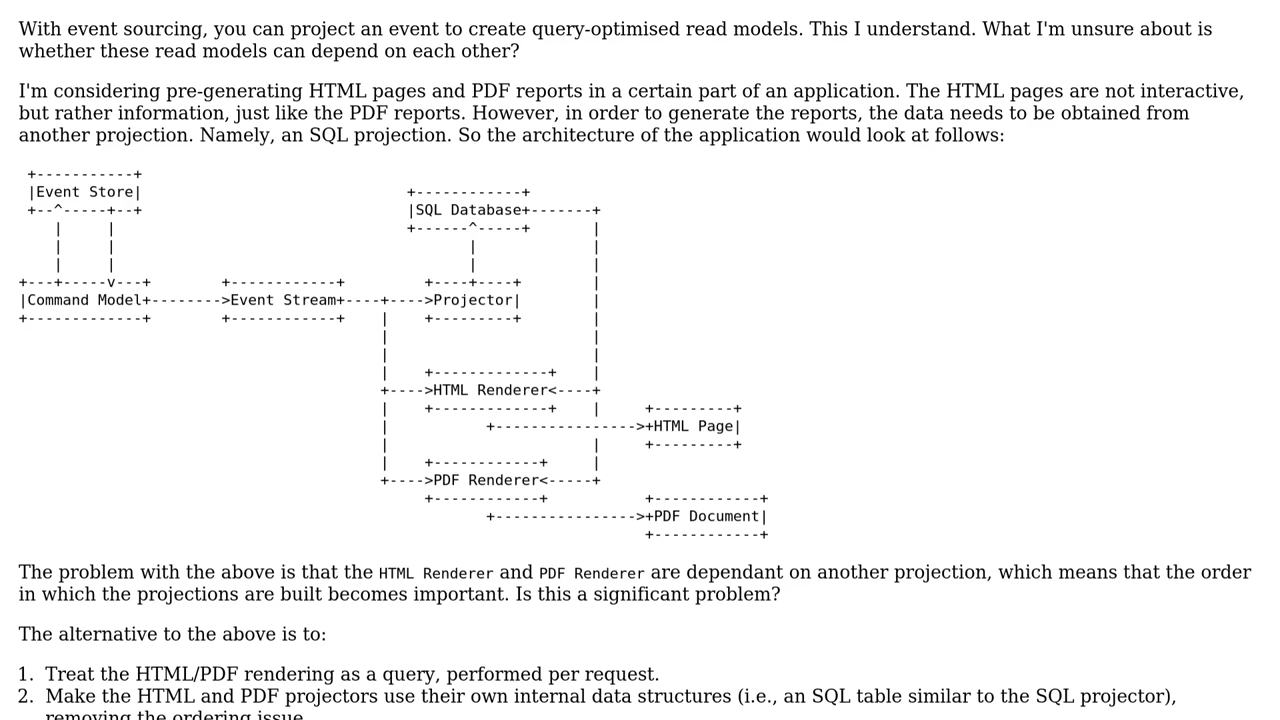 With event sourcing, you can project an event to create query-optimised read models. This I understand. What I'm unsure about is
whether these read models can depend on each other?
I'm considering pre-generating HTML pages and PDF reports in a certain part of an application. The HTML pages are not interactive,
but rather information, just like the PDF reports. However, in order to generate the reports, the data needs to be obtained from
another projection. Namely, an SQL projection. So the architecture of the application would look at follows:
 +-----------+
 |Event Store|                              +------------+
 +--^-----+--+                              |SQL Database+-------+
    |     |                                 +------^-----+       |
    |     |                                        |             |
    |     |                                        |             |
+---+-----v---+        +------------+         +----+----+        |
|Command Model+-------->Event Stream+----+---->Projector|        |
+-------------+        +------------+    |    +---------+        |
                                         |                       |
                                         |                       |
                                         |    +-------------+    |
                                         +---->HTML Renderer<----+
                                         |    +-------------+    |     +---------+
                                         |           +---------------->+HTML Page|
                                         |                       |     +---------+
                                         |    +------------+     |
                                         +---->PDF Renderer<-----+
                                              +------------+           +------------+
                                                     +---------------->+PDF Document|
                                                                       +------------+
The problem with the above is that the HTML Renderer and PDF Renderer are dependant on another projection, which means that the order
in which the projections are built becomes important. Is this a significant problem?
The alternative to the above is to:
1. Treat the HTML/PDF rendering as a query, performed per request.
2. Make the HTML and PDF projectors use their own internal data structures (i.e., an SQL table similar to the SQL projector),
removing the ordering issue.